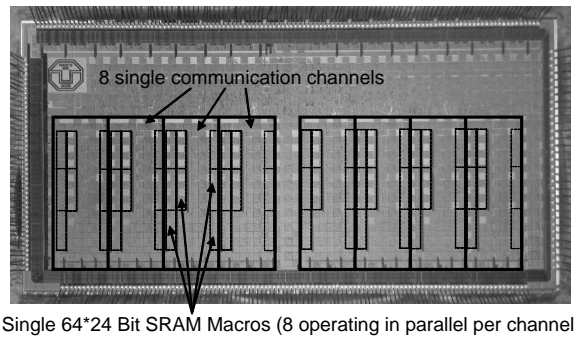 8 single communication channels
Single 64*24 Bit SRAM Macros (8 operating in parallel per channel